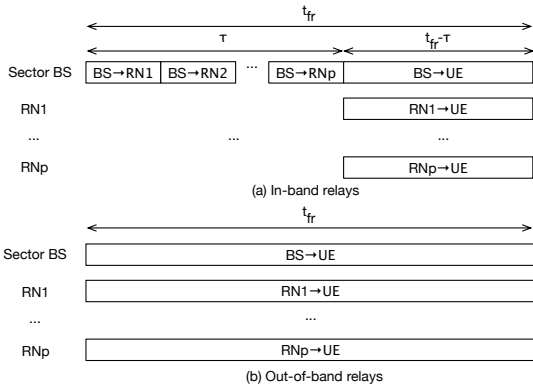 t_fr
τ t_fr-τ
Sector BS BS→RN1 BS→RN2 ... BS→RNp BS→UE
RN1 RN1→UE
... ... ...
RNp RNp→UE
(a) In-band relays
t_fr
Sector BS BS→UE
RN1 RN1→UE
... ...
RNp RNp→UE
(b) Out-of-band relays